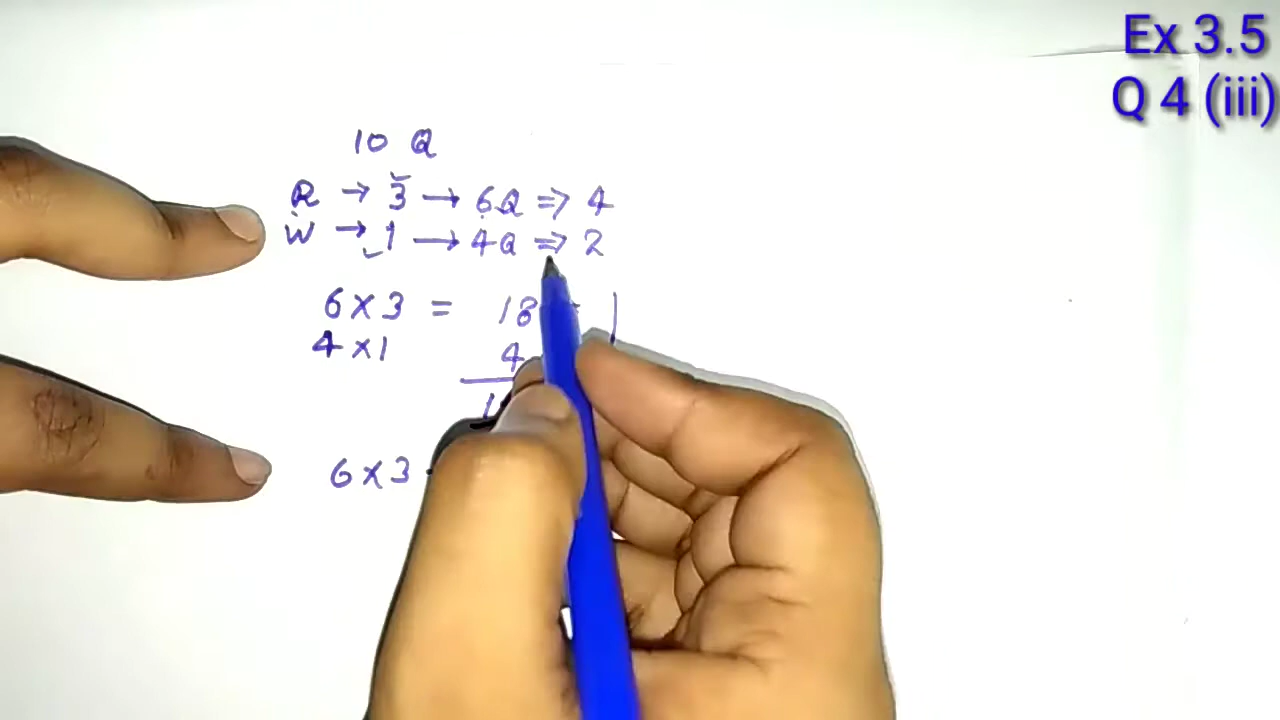 Ex 3.5
Q 4 (iii)
10 Q
R → 3 → 6Q => 4
W → 1 → 4Q => 2
6 x 3 = 18
4 x 1 4
6 x 3